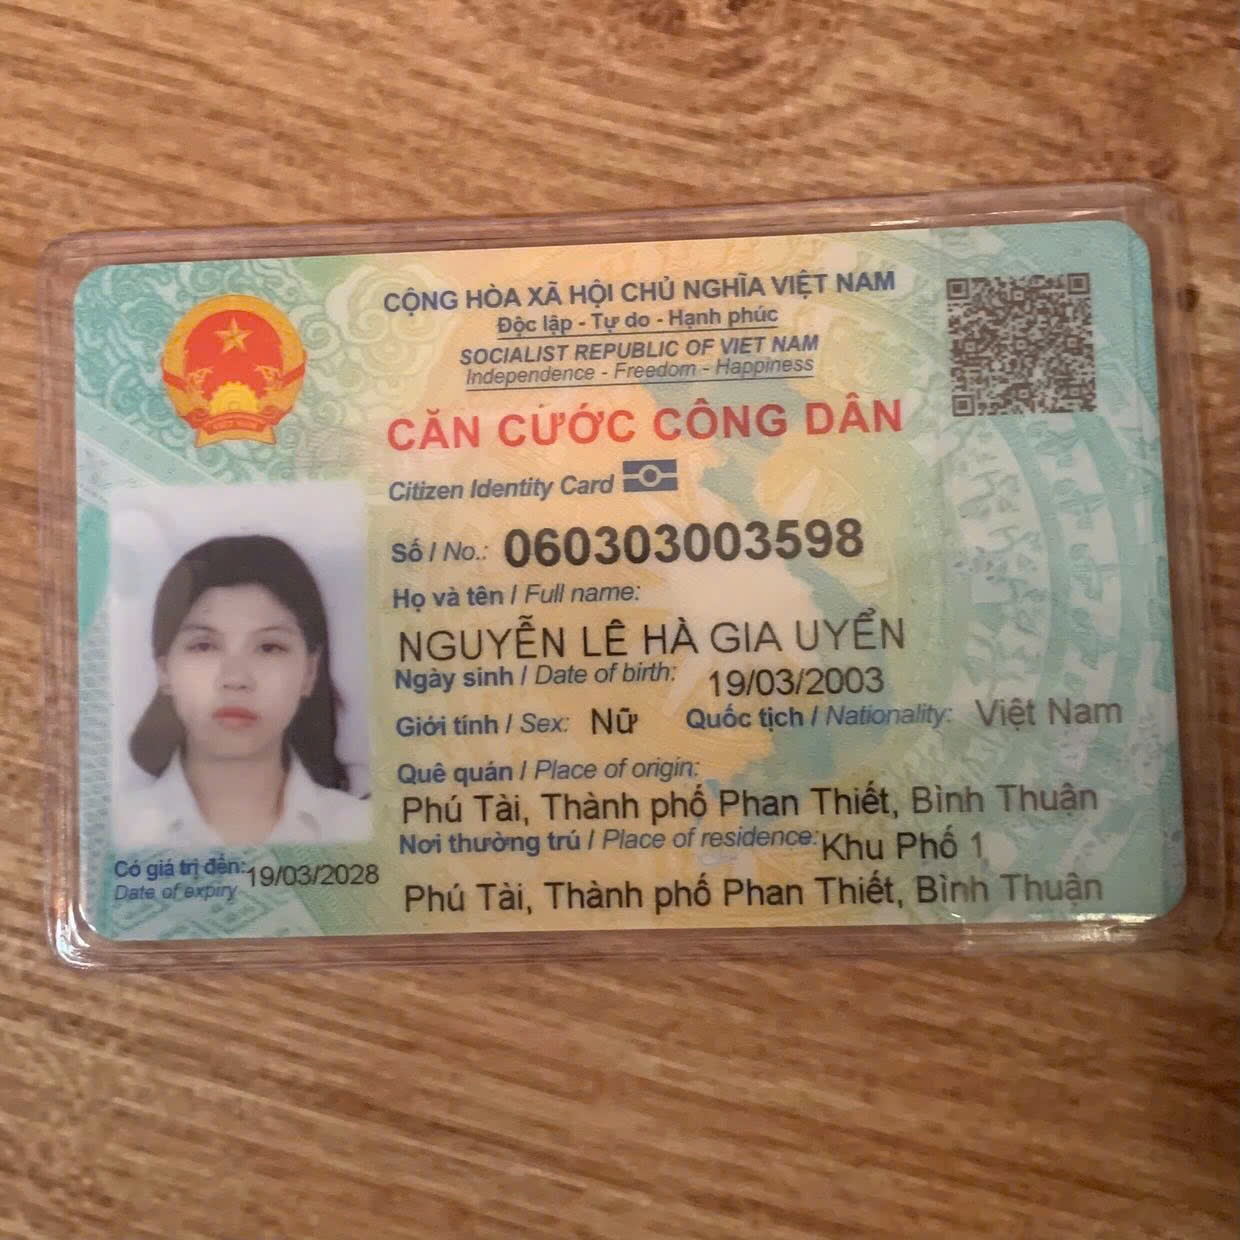 CỘNG HÒA XÃ HỘI CHỦ NGHĨA VIỆT NAM
Độc lập - Tự do - Hạnh phúc
SOCIALIST REPUBLIC OF VIET NAM
Independence - Freedom - Happiness
CĂN CƯỚC CÔNG DÂN
Citizen Identity Card
Số / No.: 060303003598
Họ và tên / Full name:
NGUYỄN LÊ HÀ GIA UYỂN
Ngày sinh / Date of birth: 19/03/2003
Giới tính / Sex: Nữ Quốc tịch / Nationality: Việt Nam
Quê quán / Place of origin:
Phú Tài, Thành phố Phan Thiết, Bình Thuận
Nơi thường trú / Place of residence: Khu Phố 1
Phú Tài, Thành phố Phan Thiết, Bình Thuận
Có giá trị đến: 19/03/2028
Date of expiry